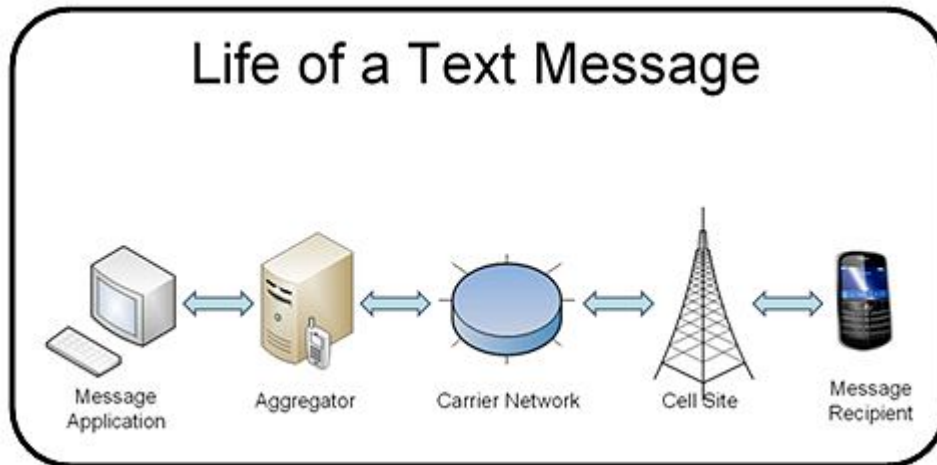 Life of a Text Message
Message
Application
Aggregator
Carrier Network
Cell Site
Message
Recipient